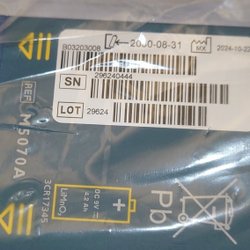 2030-08-31
2024-10-22
MX
B03203008
SN
296240444
LOT
29624
REF
M5070A
3CR17345
LiMnO₂
DC 9V
4.2 Ah
Pb